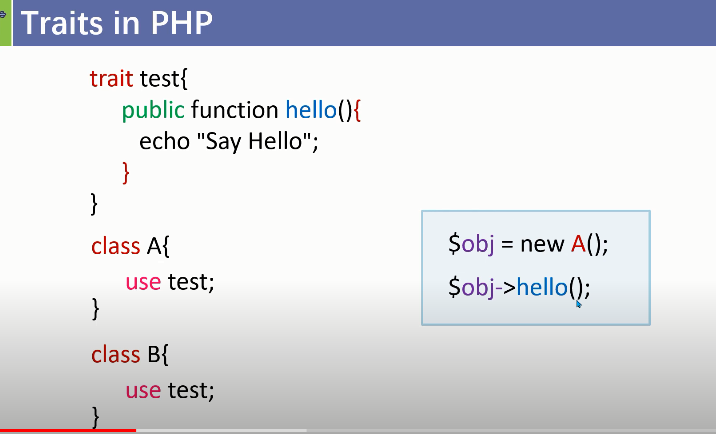 Traits in PHP
trait test{
public function hello(){
echo "Say Hello";
}
}
class A{
use test;
}
class B{
use test;
}
$obj = new A();
$obj->hello();